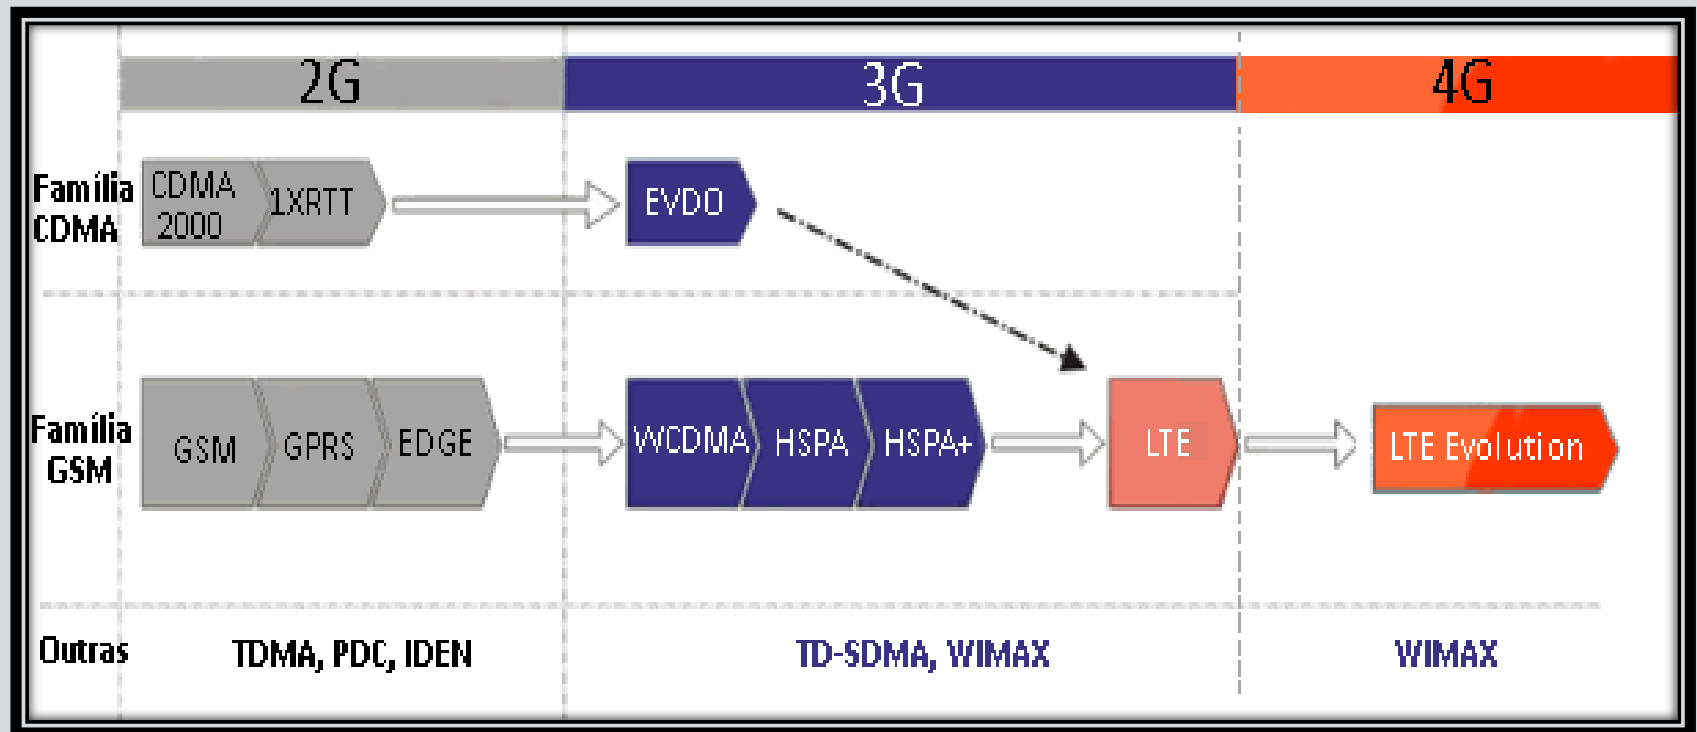 2G
3G
4G
Família
CDMA
CDMA
2000
1XRTT
EVDO
Família
GSM
GSM
GPRS
EDGE
WCDMA
HSPA
HSPA+
LTE
LTE Evolution
Outras
TDMA, PDC, IDEN
TD-SDMA, WIMAX
WIMAX